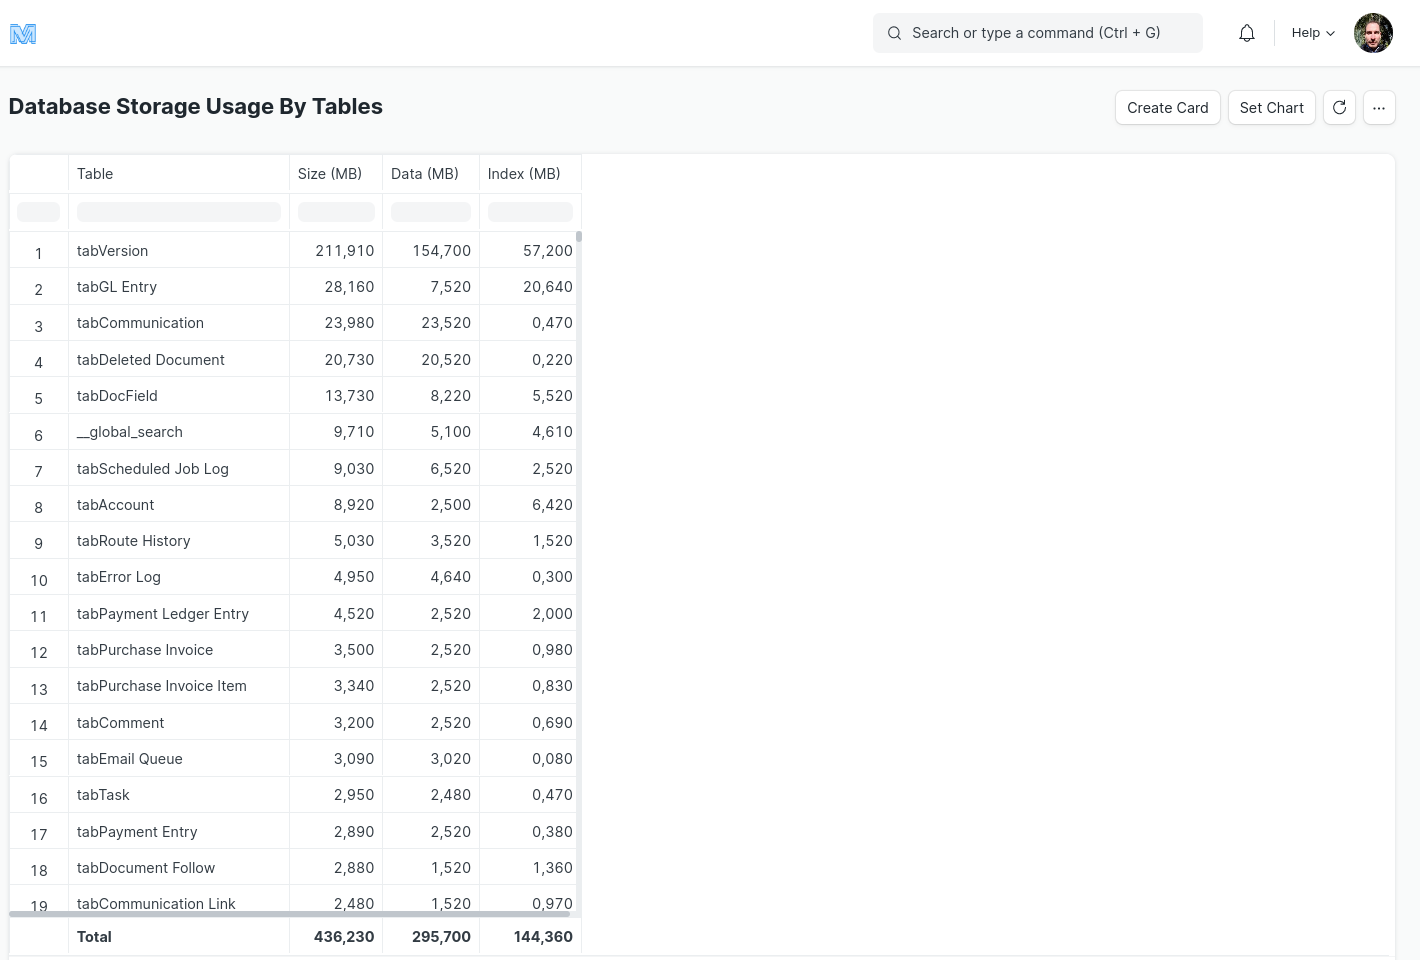 M
Search or type a command (Ctrl + G)
Help
Database Storage Usage By Tables
Create Card
Set Chart
Table Size (MB) Data (MB) Index (MB)
1 tabVersion 211,910 154,700 57,200
2 tabGL Entry 28,160 7,520 20,640
3 tabCommunication 23,980 23,520 0,470
4 tabDeleted Document 20,730 20,520 0,220
5 tabDocField 13,730 8,220 5,520
6 __global_search 9,710 5,100 4,610
7 tabScheduled Job Log 9,030 6,520 2,520
8 tabAccount 8,920 2,500 6,420
9 tabRoute History 5,030 3,520 1,520
10 tabError Log 4,950 4,640 0,300
11 tabPayment Ledger Entry 4,520 2,520 2,000
12 tabPurchase Invoice 3,500 2,520 0,980
13 tabPurchase Invoice Item 3,340 2,520 0,830
14 tabComment 3,200 2,520 0,690
15 tabEmail Queue 3,090 3,020 0,080
16 tabTask 2,950 2,480 0,470
17 tabPayment Entry 2,890 2,520 0,380
18 tabDocument Follow 2,880 1,520 1,360
19 tabCommunication Link 2,480 1,520 0,970
Total 436,230 295,700 144,360